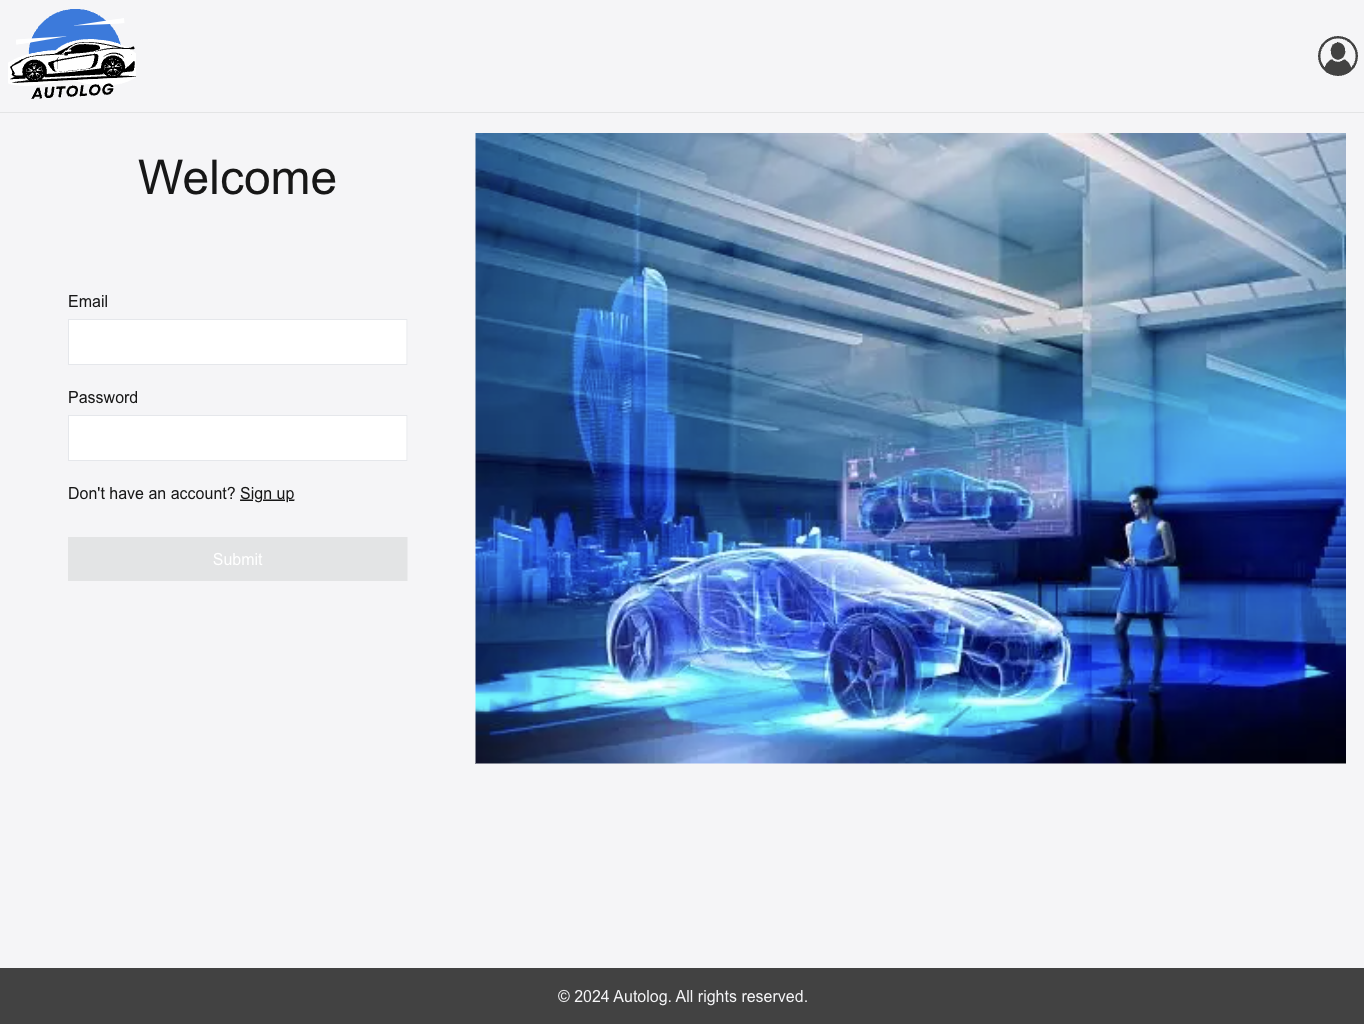 AUTOLOG
Welcome
Email
Password
Don't have an account? Sign up
Submit
© 2024 Autolog. All rights reserved.